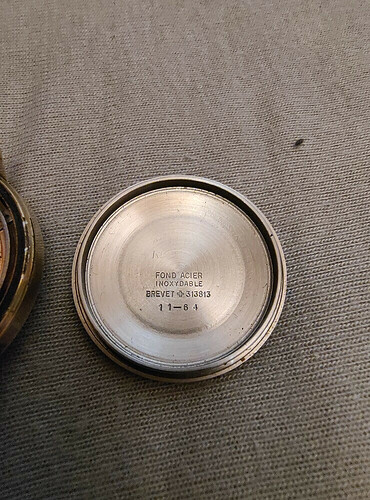 FOND ACIER
INOXYDABLE
BREVET ✚ 313813
11-64